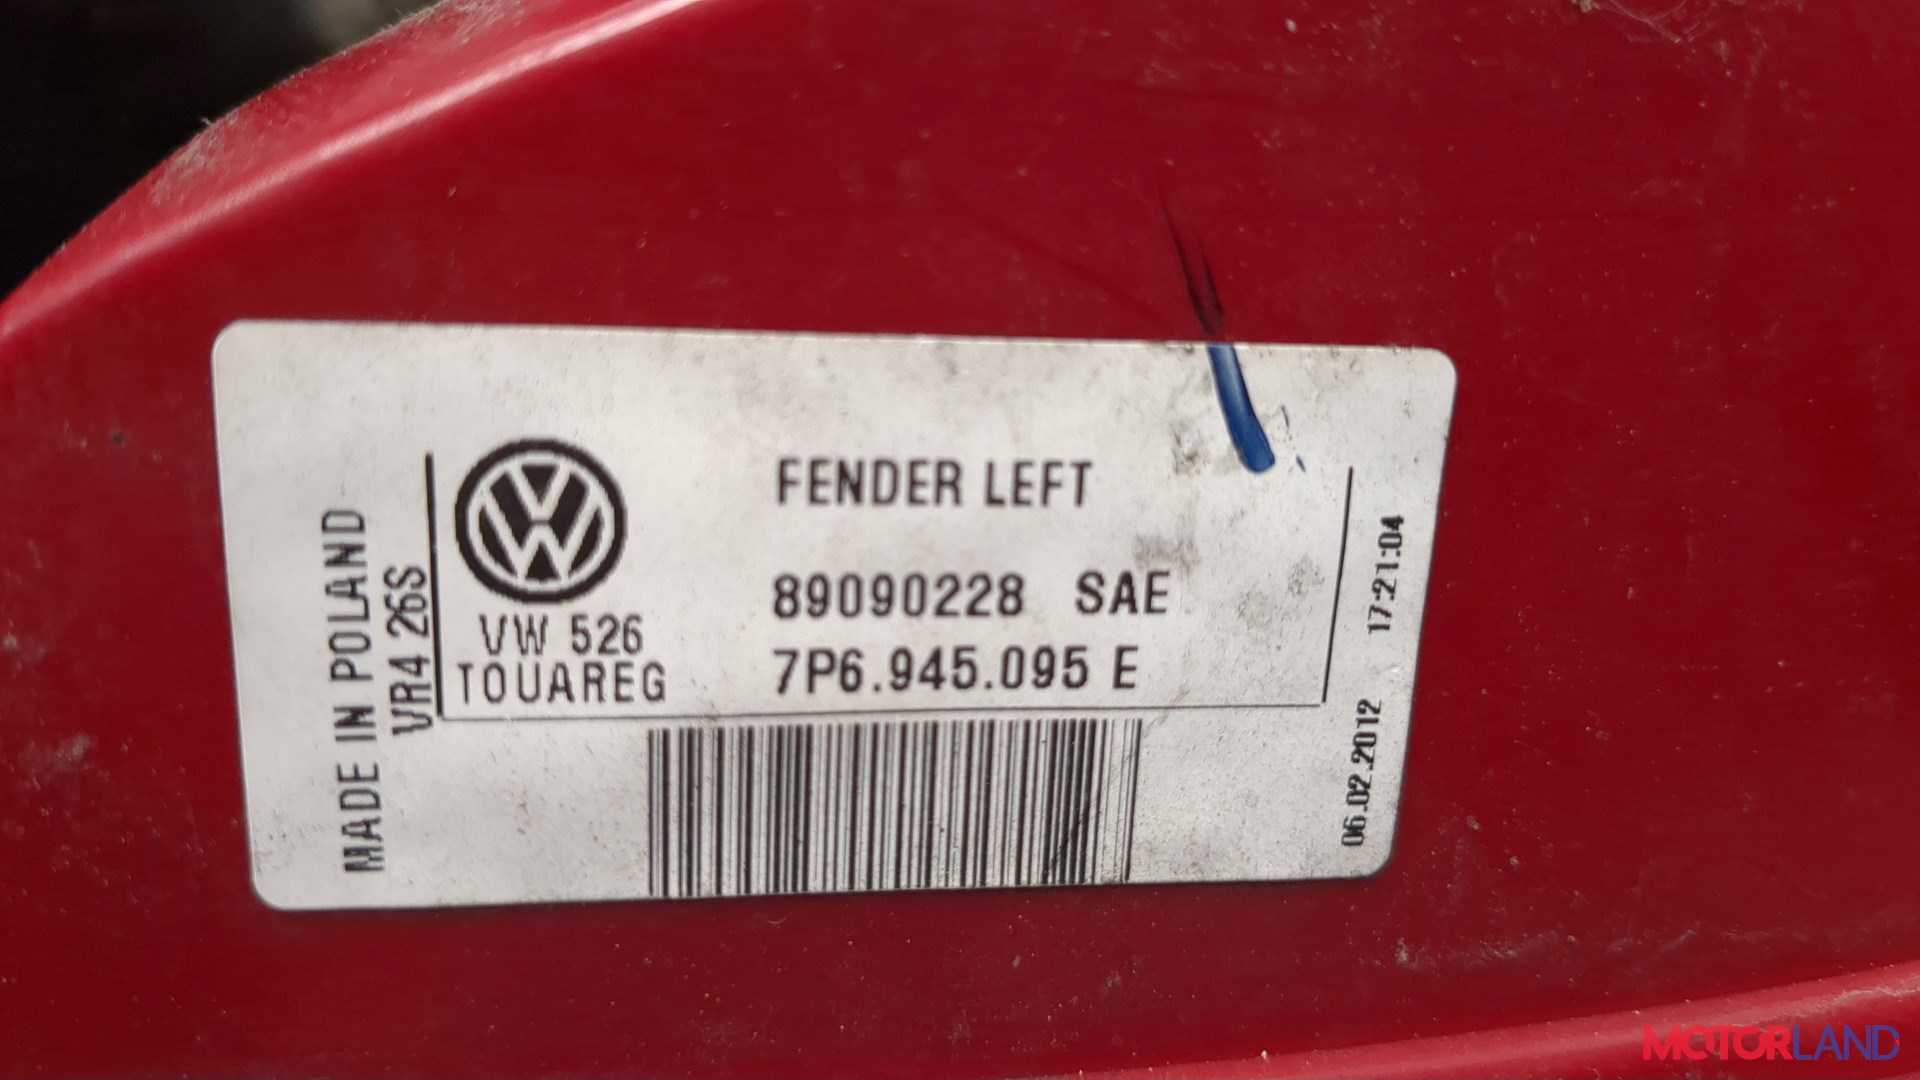 MADE IN POLAND
VR4 26S
VW 526
TOUAREG
FENDER LEFT
89090228 SAE
7P6.945.095 E
06.02.2012 17:21:04
MOTORLAND